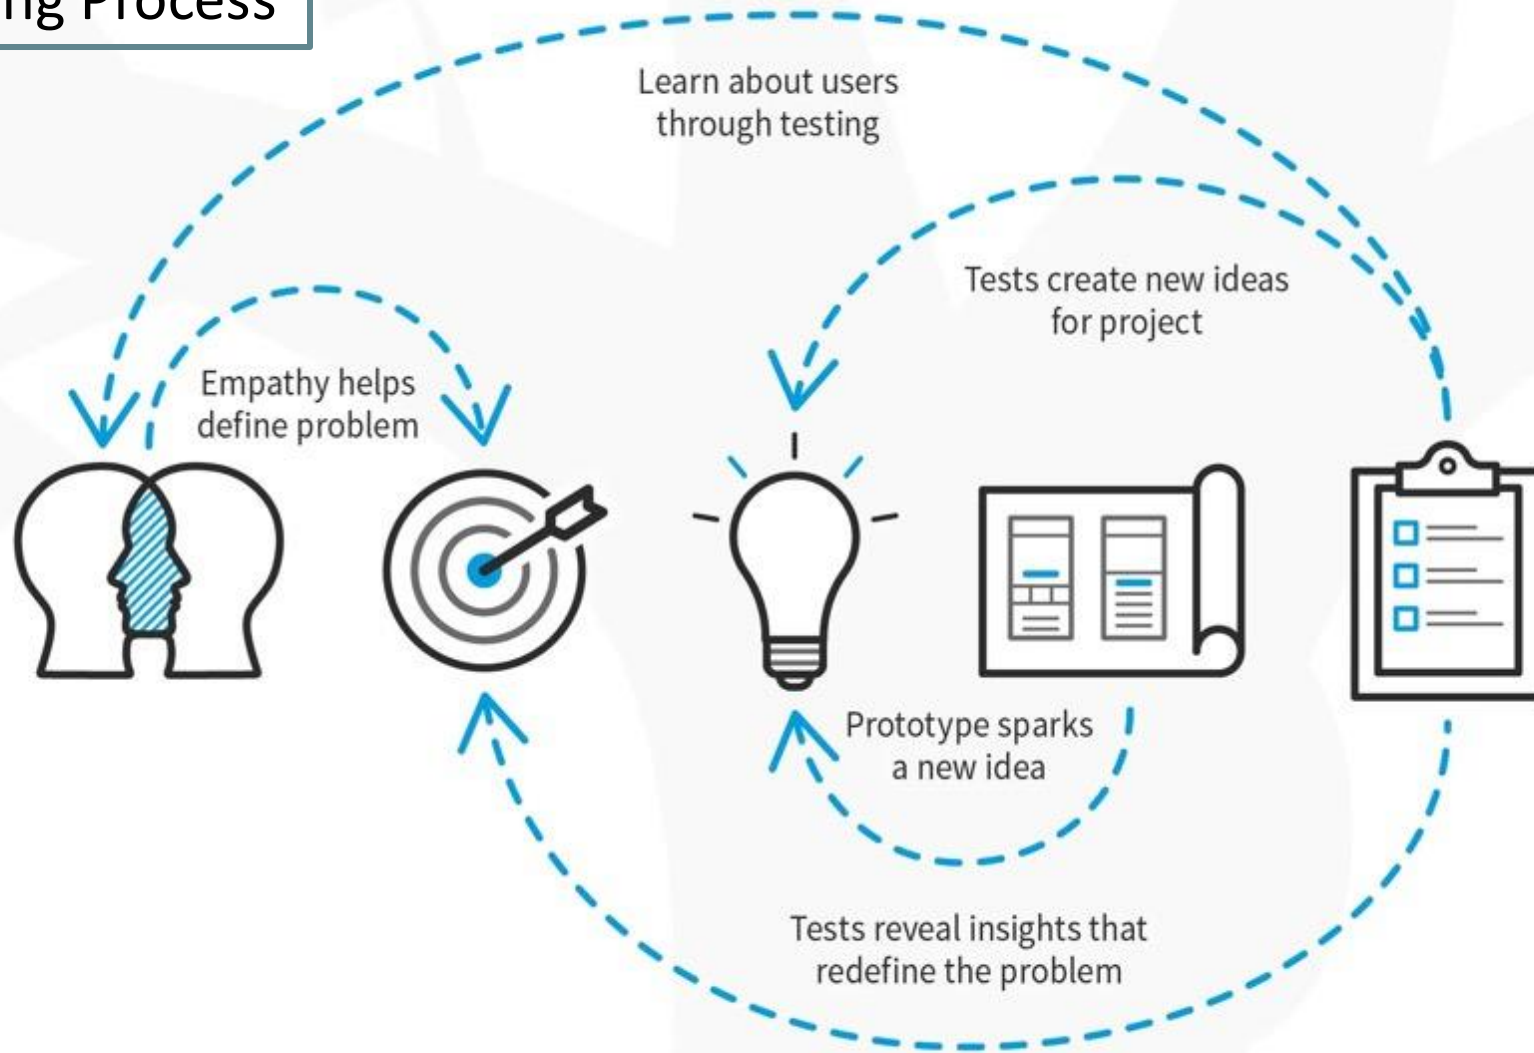 ng Process
Learn about users
through testing
Tests create new ideas
for project
Empathy helps
define problem
Prototype sparks
a new idea
Tests reveal insights that
redefine the problem